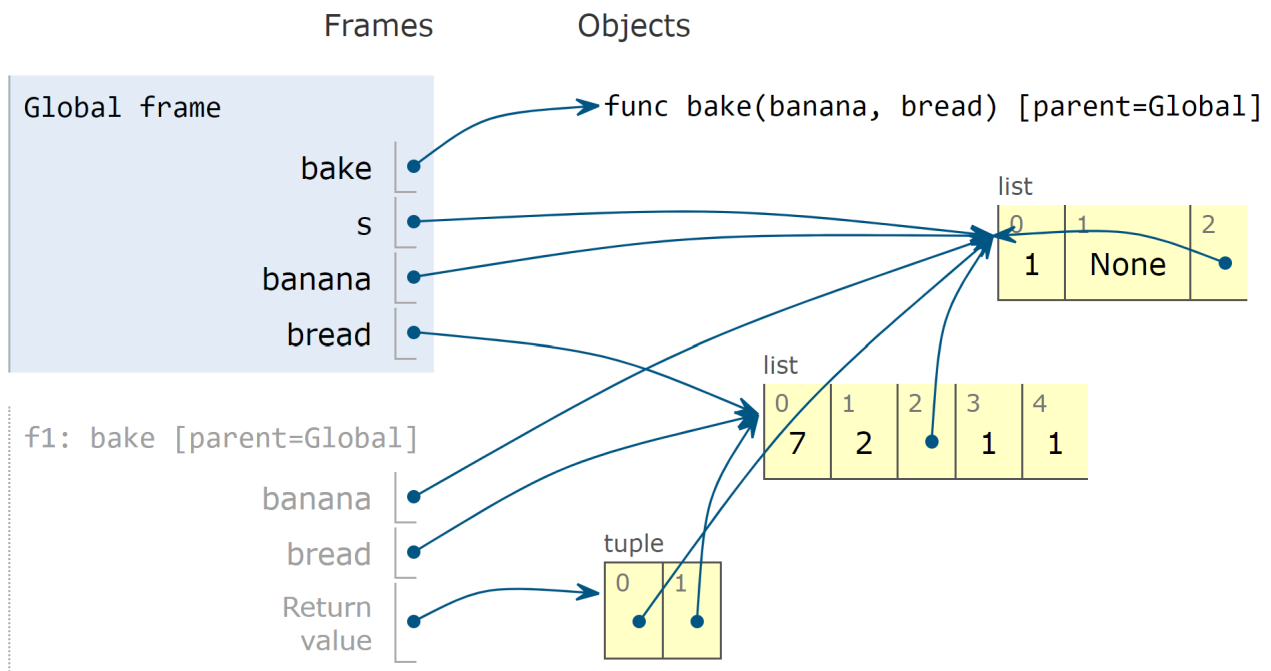 Frames Objects
Global frame
func bake(banana, bread) [parent=Global]
bake
s
banana
bread
list
0 1 2
1 None
list
0 1 2 3 4
7 2 1 1
f1: bake [parent=Global]
banana
bread
Return
value
tuple
0 1